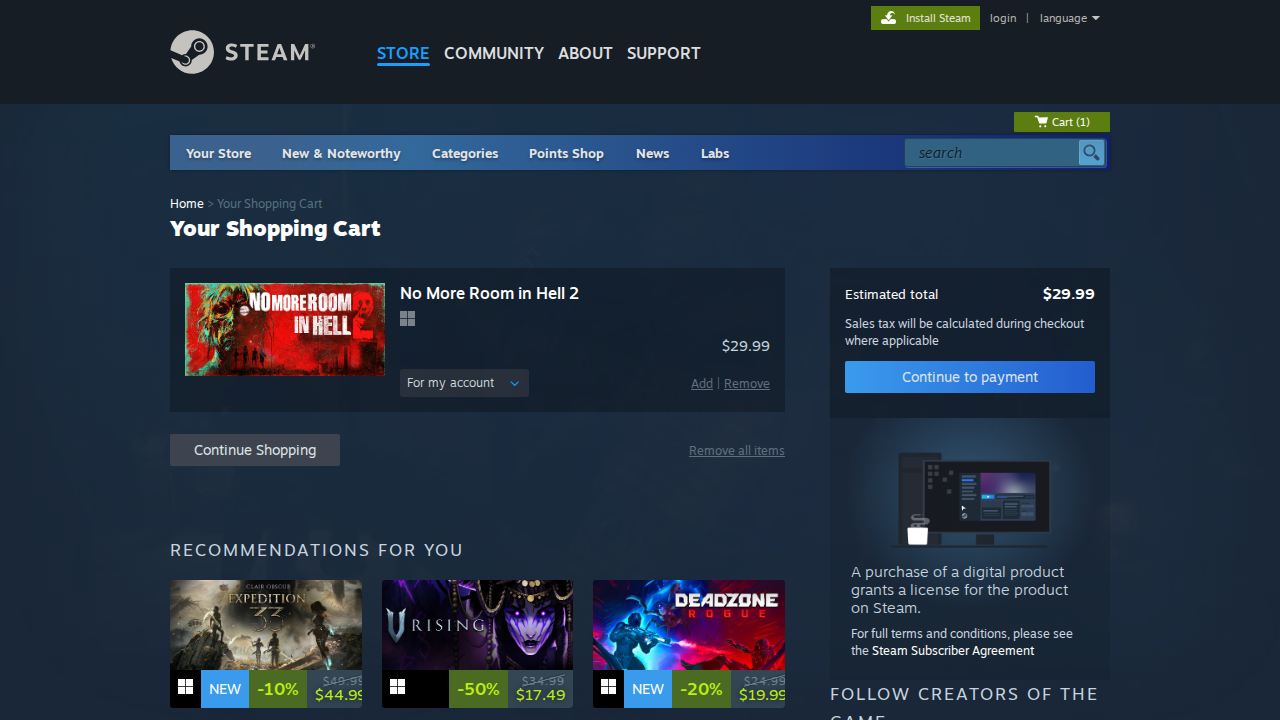 Install Steam
login | language
STEAM®
STORE COMMUNITY ABOUT SUPPORT
Cart (1)
Your Store New & Noteworthy Categories Points Shop News Labs
search
Home > Your Shopping Cart
Your Shopping Cart
NO MORE ROOM
IN HELL 2
No More Room in Hell 2
$29.99
For my account
Add | Remove
Continue Shopping
Remove all items
Estimated total $29.99
Sales tax will be calculated during checkout
where applicable
Continue to payment
A purchase of a digital product
grants a license for the product
on Steam.
For full terms and conditions, please see
the Steam Subscriber Agreement
RECOMMENDATIONS FOR YOU
CLAIR OBSCUR
EXPEDITION
33
NEW -10% $49.99
$44.99
V RISING
-50% $34.99
$17.49
DEADZONE
ROGUE
NEW -20% $24.99
$19.99
FOLLOW CREATORS OF THE
GAME